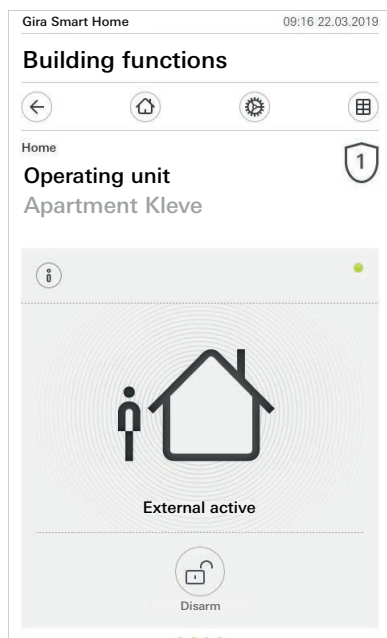 Gira Smart Home 09:16 22.03.2019
Building functions
Home
1
Operating unit
Apartment Kleve
External active
Disarm